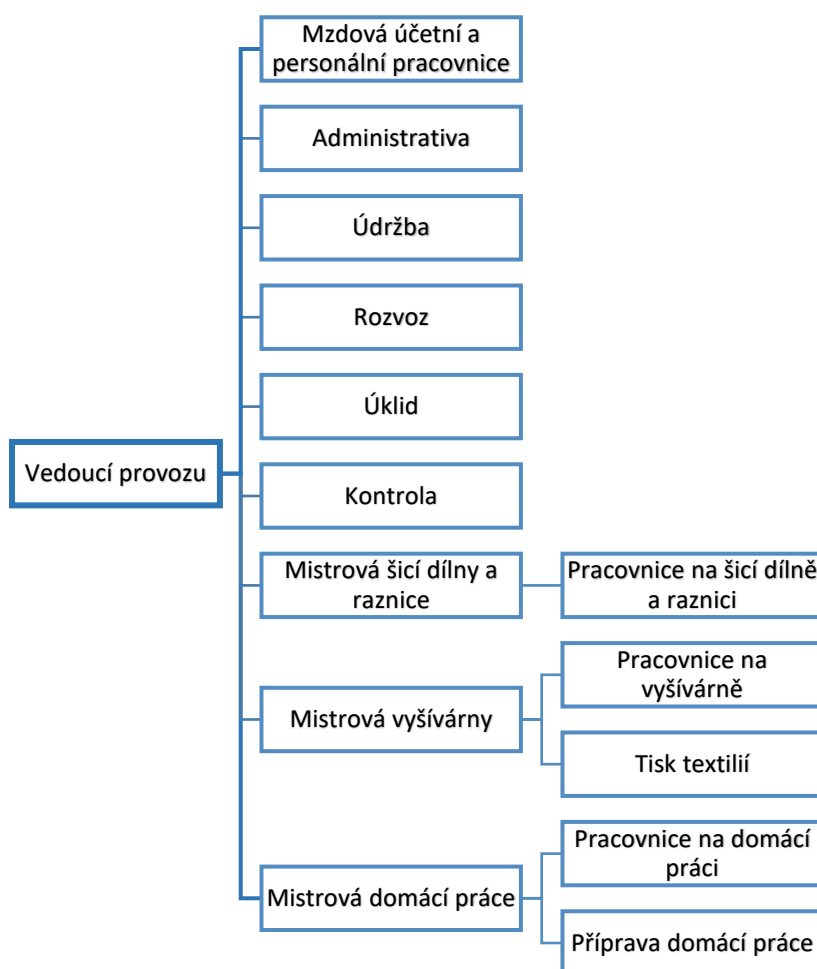 Mzdová účetní a
personální pracovnice
Administrativa
Údržba
Rozvoz
Úklid
Vedoucí provozu
Kontrola
Mistrová šicí dílny a
raznice
Pracovnice na šicí dílně
a raznici
Mistrová vyšívárny
Pracovnice na
vyšívárně
Tisk textilií
Mistrová domácí práce
Pracovnice na domácí
práci
Příprava domácí práce